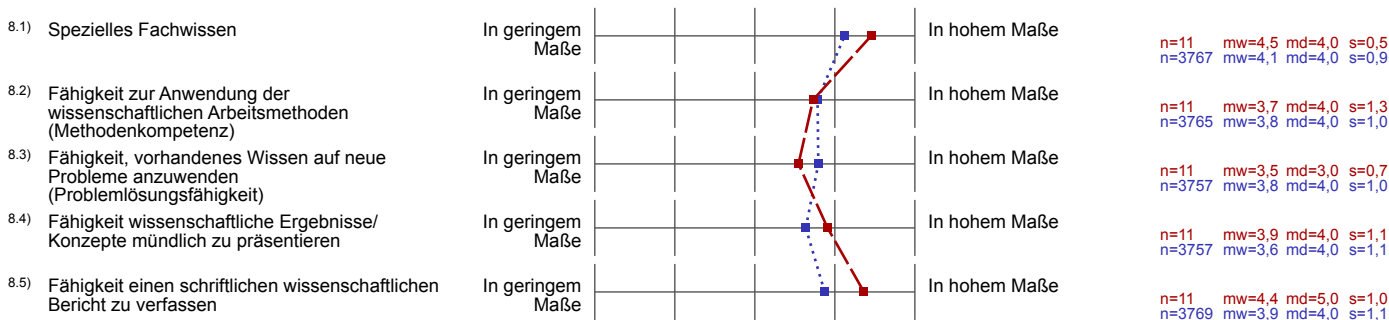 8.1) Spezielles Fachwissen
In geringem
Maße
In hohem Maße
n=11 mw=4,5 md=4,0 s=0,5
n=3767 mw=4,1 md=4,0 s=0,9
8.2) Fähigkeit zur Anwendung der
wissenschaftlichen Arbeitsmethoden
(Methodenkompetenz)
In geringem
Maße
In hohem Maße
n=11 mw=3,7 md=4,0 s=1,3
n=3765 mw=3,8 md=4,0 s=1,0
8.3) Fähigkeit, vorhandenes Wissen auf neue
Probleme anzuwenden
(Problemlösungsfähigkeit)
In geringem
Maße
In hohem Maße
n=11 mw=3,5 md=3,0 s=0,7
n=3757 mw=3,8 md=4,0 s=1,0
8.4) Fähigkeit wissenschaftliche Ergebnisse/
Konzepte mündlich zu präsentieren
In geringem
Maße
In hohem Maße
n=11 mw=3,9 md=4,0 s=1,1
n=3757 mw=3,6 md=4,0 s=1,1
8.5) Fähigkeit einen schriftlichen wissenschaftlichen
Bericht zu verfassen
In geringem
Maße
In hohem Maße
n=11 mw=4,4 md=5,0 s=1,0
n=3769 mw=3,9 md=4,0 s=1,1